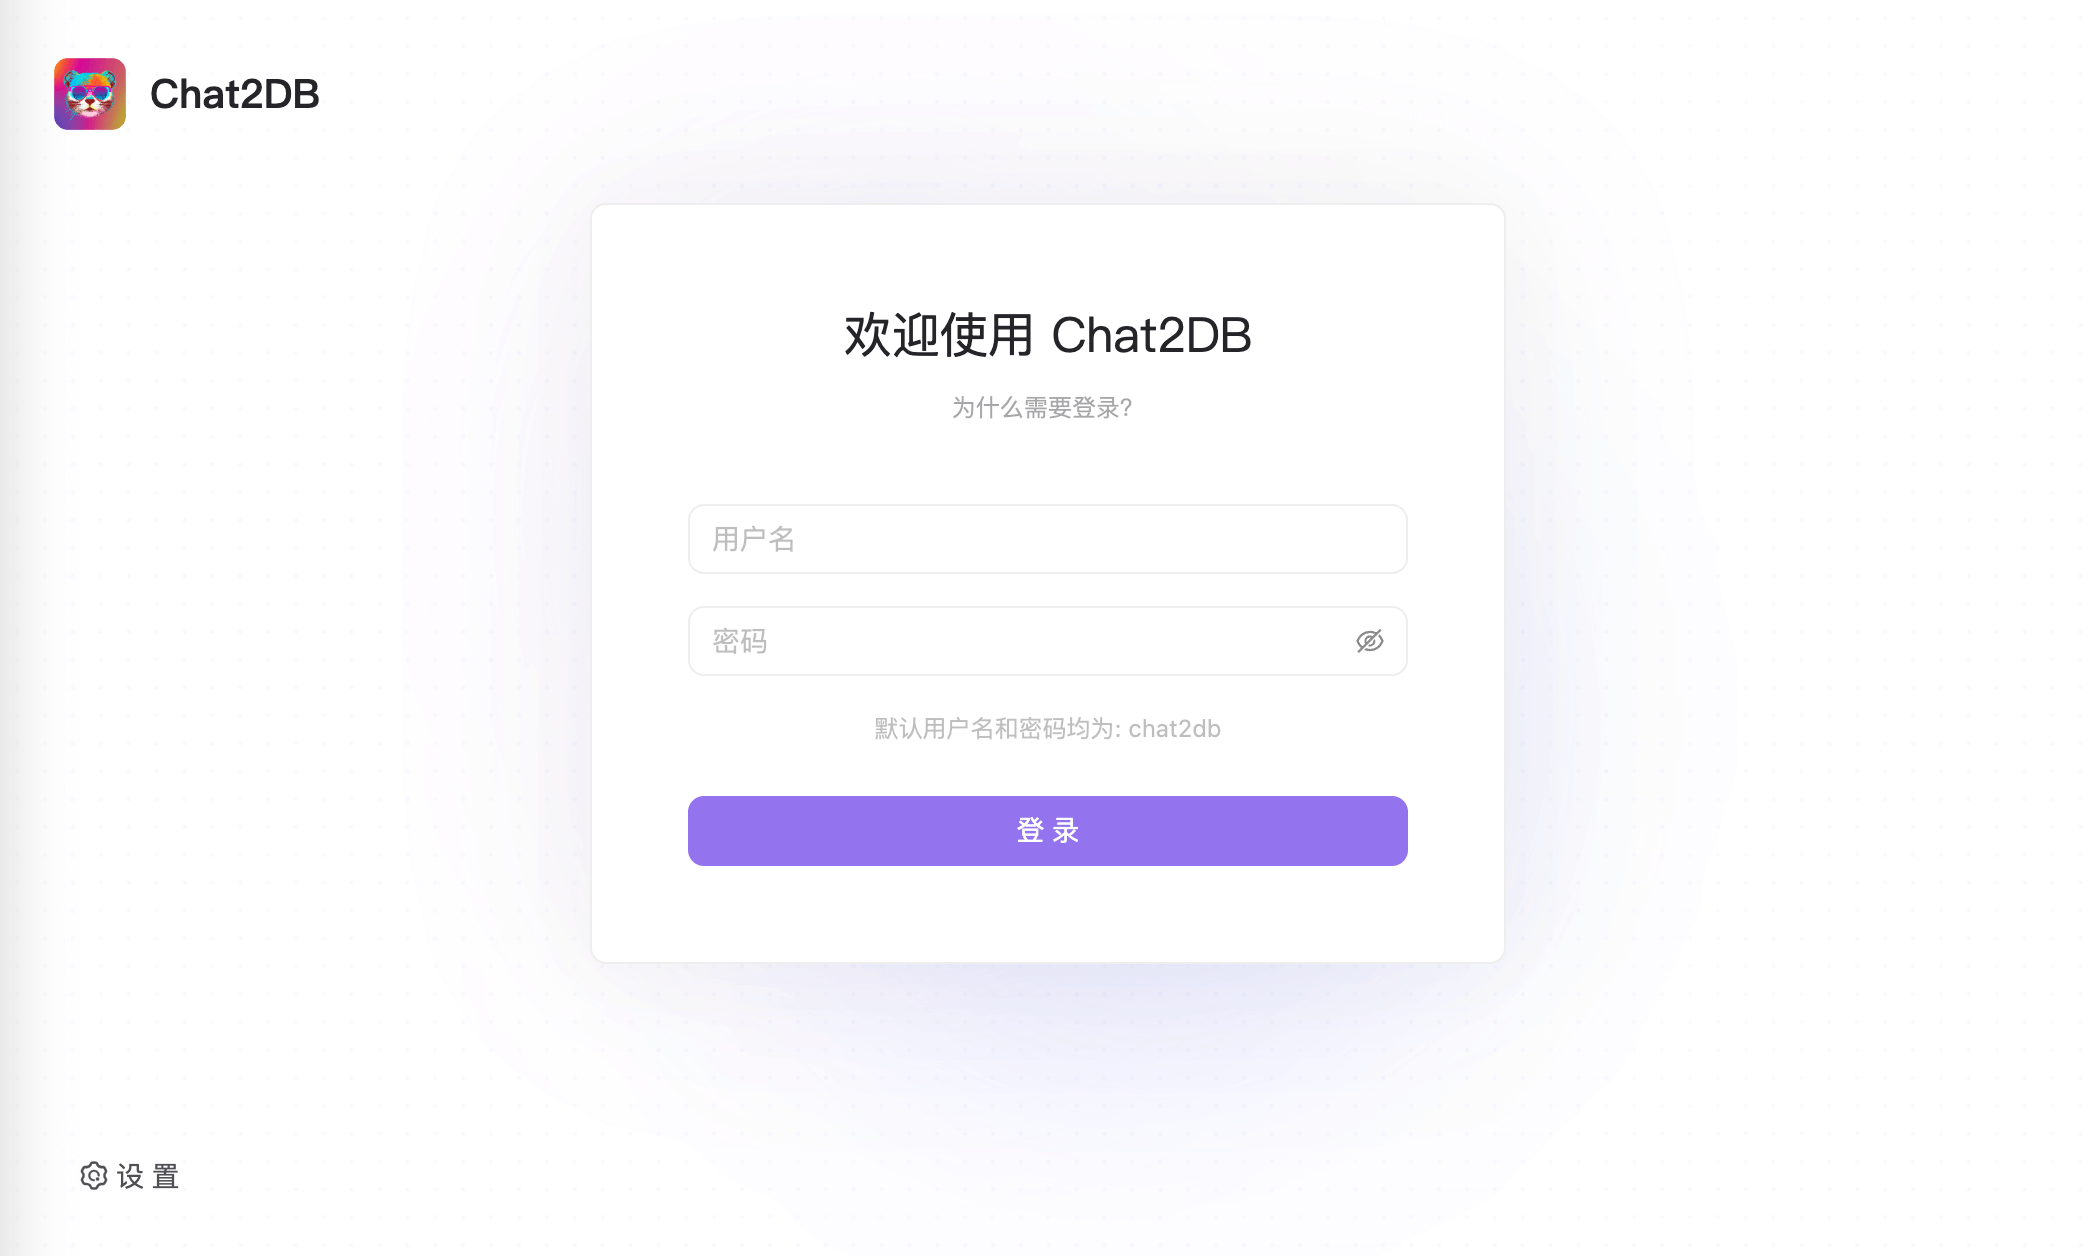 Chat2DB
欢迎使用 Chat2DB
为什么需要登录?
用户名
密码
默认用户名和密码均为: chat2db
登 录
设 置